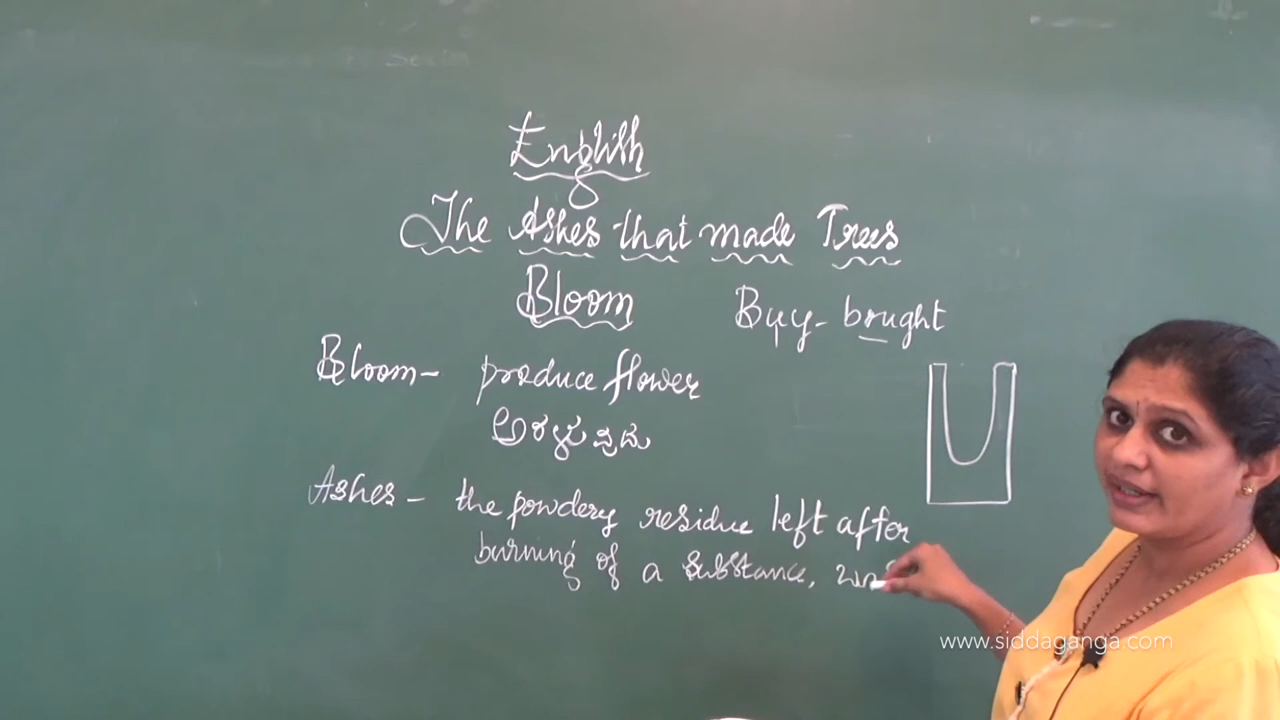 English
The Ashes that made Trees
Bloom
Buy- bought
Bloom- produce flower
ಅರಳುವುದು
Ashes- the powdery residue left after
burning of a substance,
www.siddaganga.com